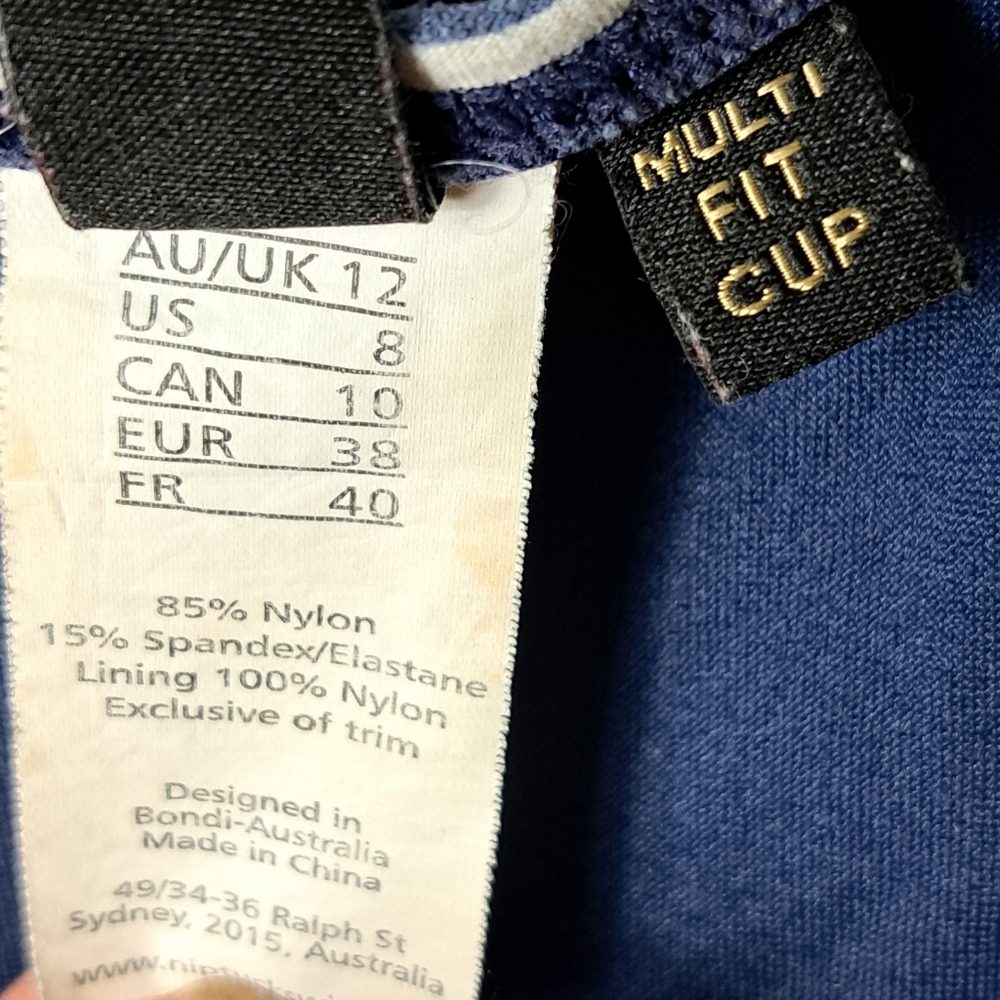 MULTI
FIT
CUP
AU/UK 12
US 8
CAN 10
EUR 38
FR 40
85% Nylon
15% Spandex/Elastane
Lining 100% Nylon
Exclusive of trim
Designed in
Bondi-Australia
Made in China
49/34-36 Ralph St
Sydney, 2015, Australia